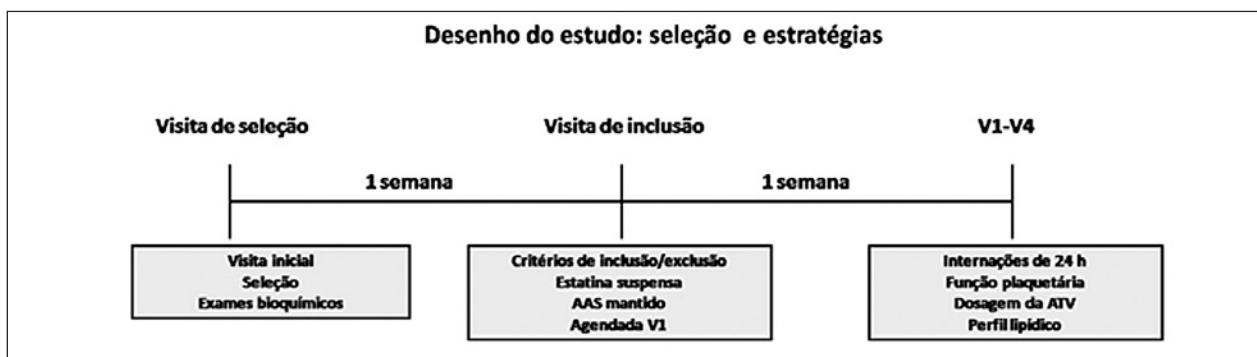 Desenho do estudo: seleção e estratégias
Visita de seleção
Visita de inclusão
V1-V4
1 semana
1 semana
Visita inicial
Seleção
Exames bioquímicos
Critérios de inclusão/exclusão
Estatina suspensa
AAS mantido
Agendada V1
Internações de 24 h
Função plaquetária
Dosagem da ATV
Perfil lipídico